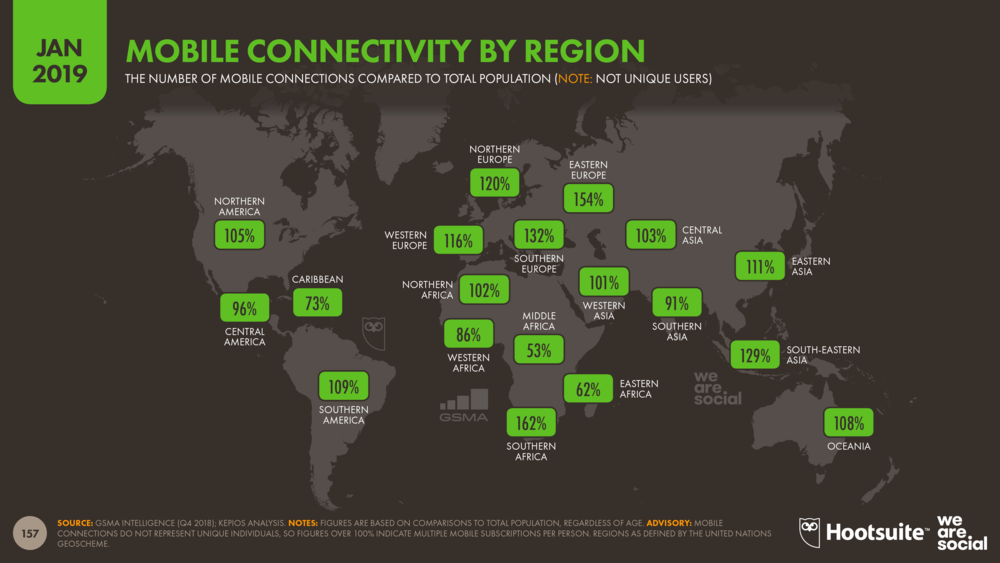 JAN
2019
MOBILE CONNECTIVITY BY REGION
THE NUMBER OF MOBILE CONNECTIONS COMPARED TO TOTAL POPULATION (NOTE: NOT UNIQUE USERS)
NORTHERN
EUROPE
120%
EASTERN
EUROPE
154%
NORTHERN
AMERICA
105%
WESTERN
EUROPE
116%
132%
SOUTHERN
EUROPE
103%
CENTRAL
ASIA
111%
EASTERN
ASIA
CARIBBEAN
73%
NORTHERN
AFRICA
102%
101%
WESTERN
ASIA
91%
SOUTHERN
ASIA
96%
CENTRAL
AMERICA
86%
WESTERN
AFRICA
MIDDLE
AFRICA
53%
129%
SOUTH-EASTERN
ASIA
109%
SOUTHERN
AMERICA
GSMA
62%
EASTERN
AFRICA
we
are
social
162%
SOUTHERN
AFRICA
108%
OCEANIA
157
SOURCE: GSMA INTELLIGENCE (Q4 2018); KEPIOS ANALYSIS. NOTES: FIGURES ARE BASED ON COMPARISONS TO TOTAL POPULATION, REGARDLESS OF AGE. ADVISORY: MOBILE
CONNECTIONS DO NOT REPRESENT UNIQUE INDIVIDUALS, SO FIGURES OVER 100% INDICATE MULTIPLE MOBILE SUBSCRIPTIONS PER PERSON. REGIONS AS DEFINED BY THE UNITED NATIONS
GEOSCHEME.
Hootsuite™
we
are
social